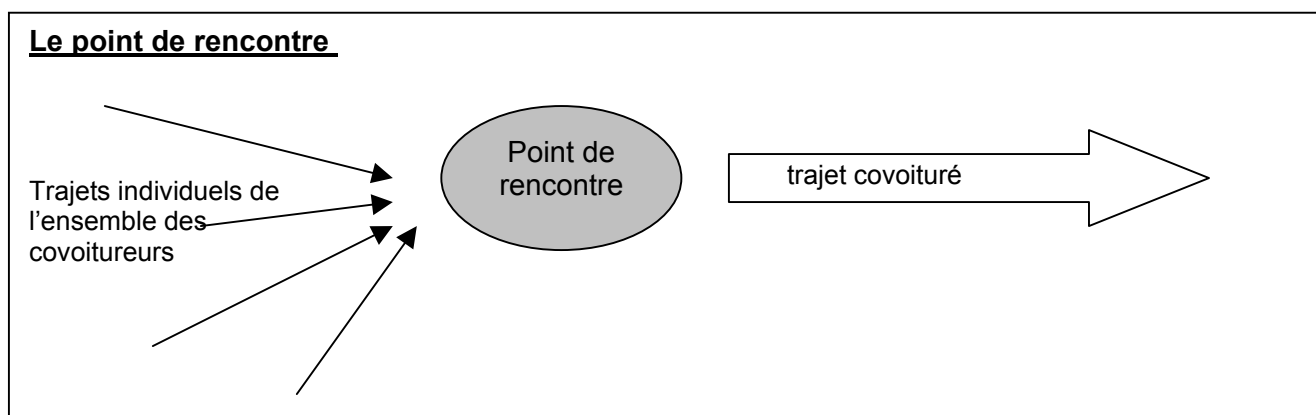 Le point de rencontre
Trajets individuels de
l’ensemble des
covoitureurs
Point de
rencontre
trajet covoituré